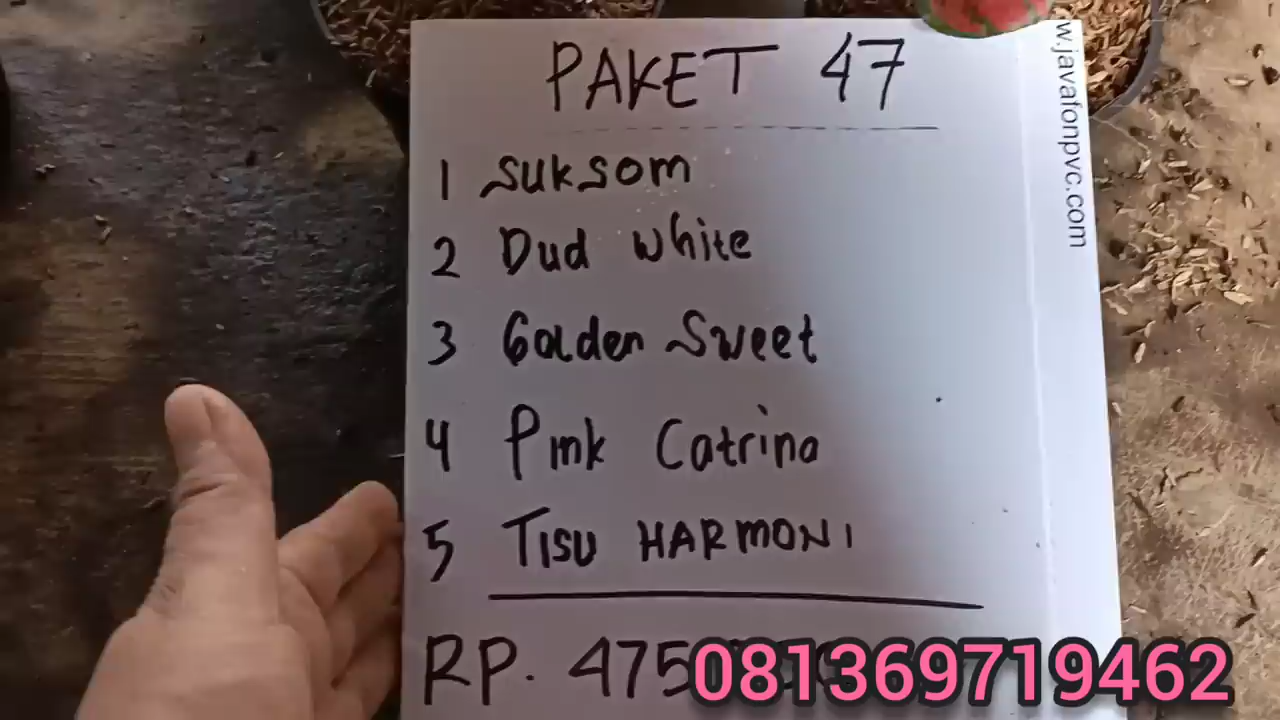 PAKET 47
1 Suksom
2 Dud White
3 Golden Sweet
4 Pink Catrina
5 TISU HARMONI
RP. 475
081369719462
w.javafonpvc.com